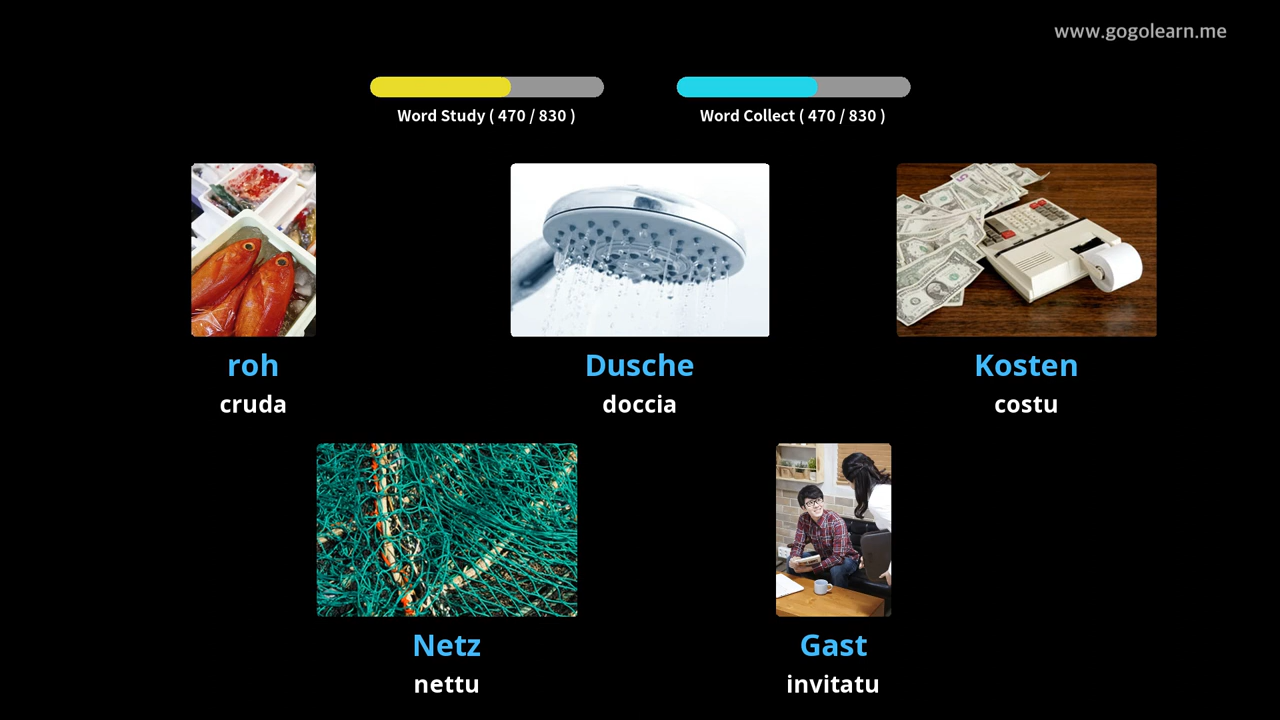 www.gogolearn.me
Word Study ( 470 / 830 )
Word Collect ( 470 / 830 )
roh
Dusche
Kosten
cruda
doccia
costu
Netz
Gast
nettu
invitatu